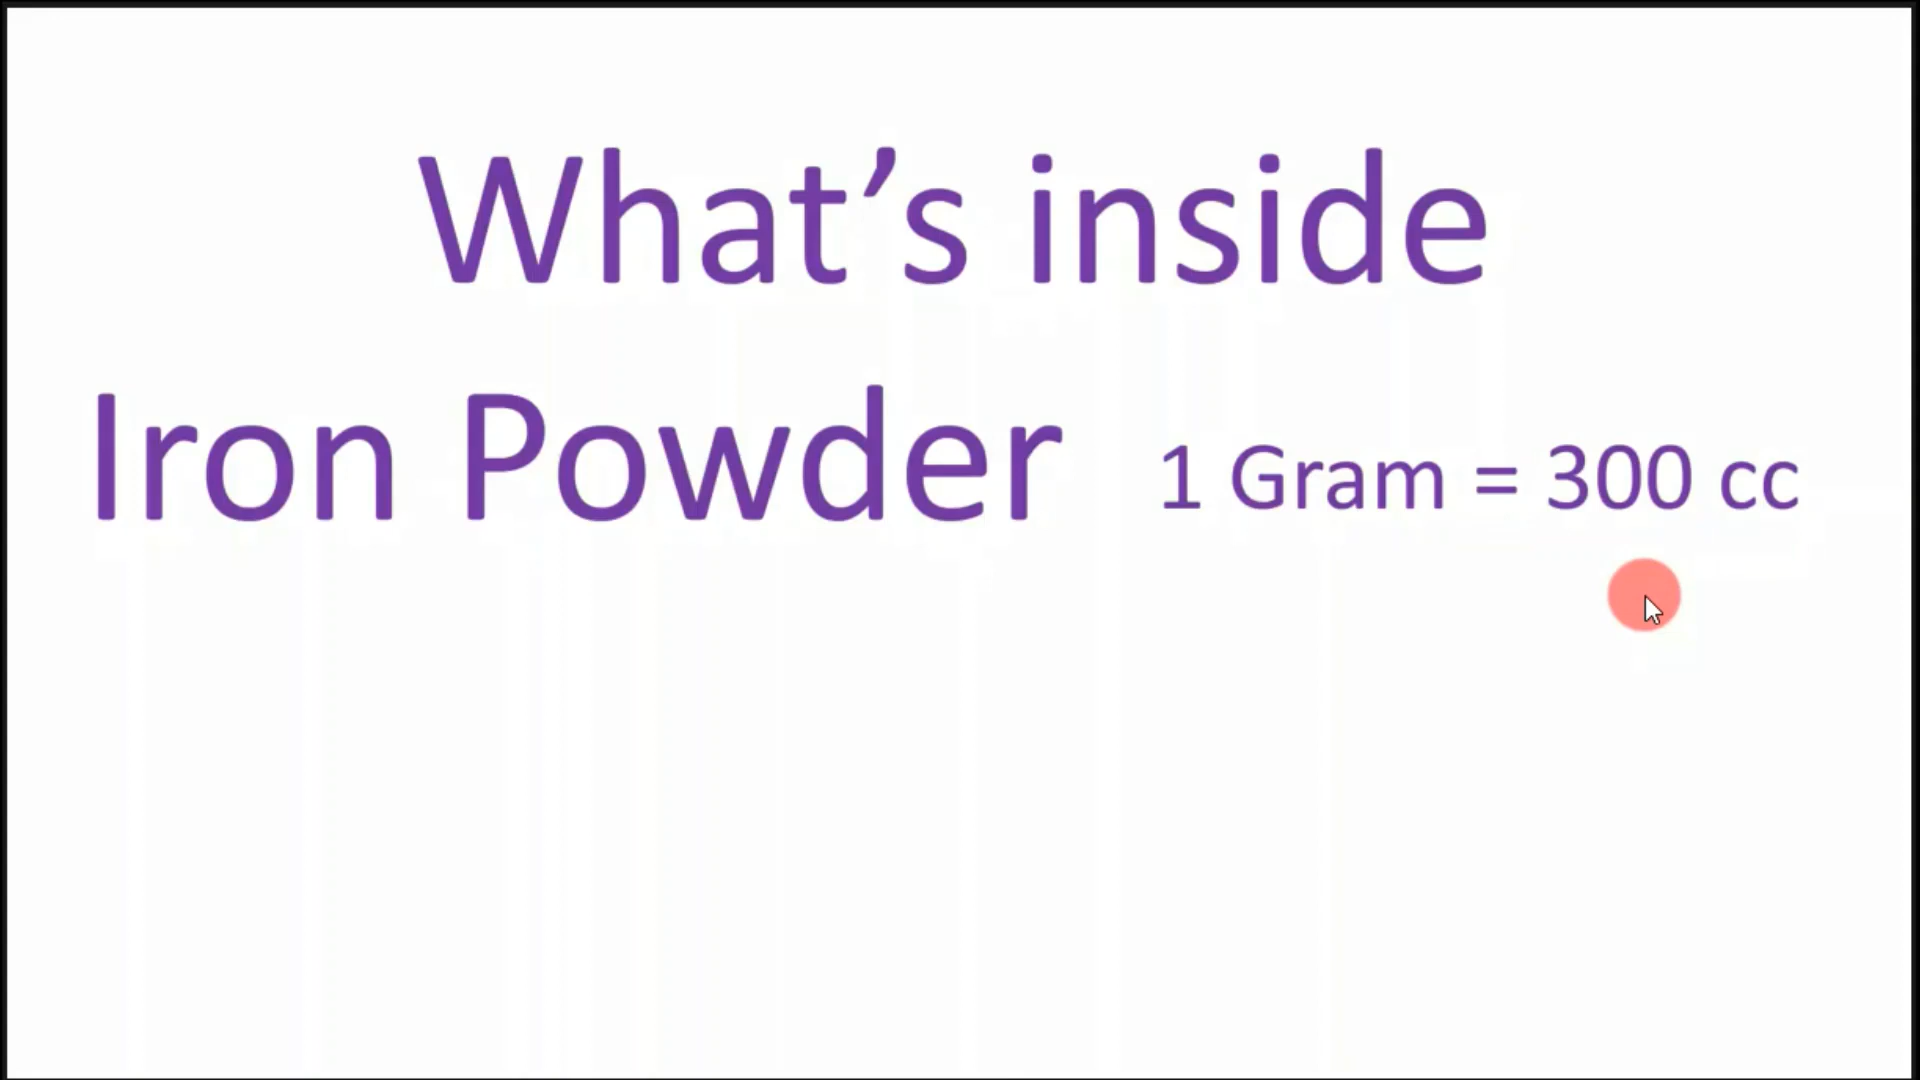 What’s inside
Iron Powder 1 Gram = 300 cc